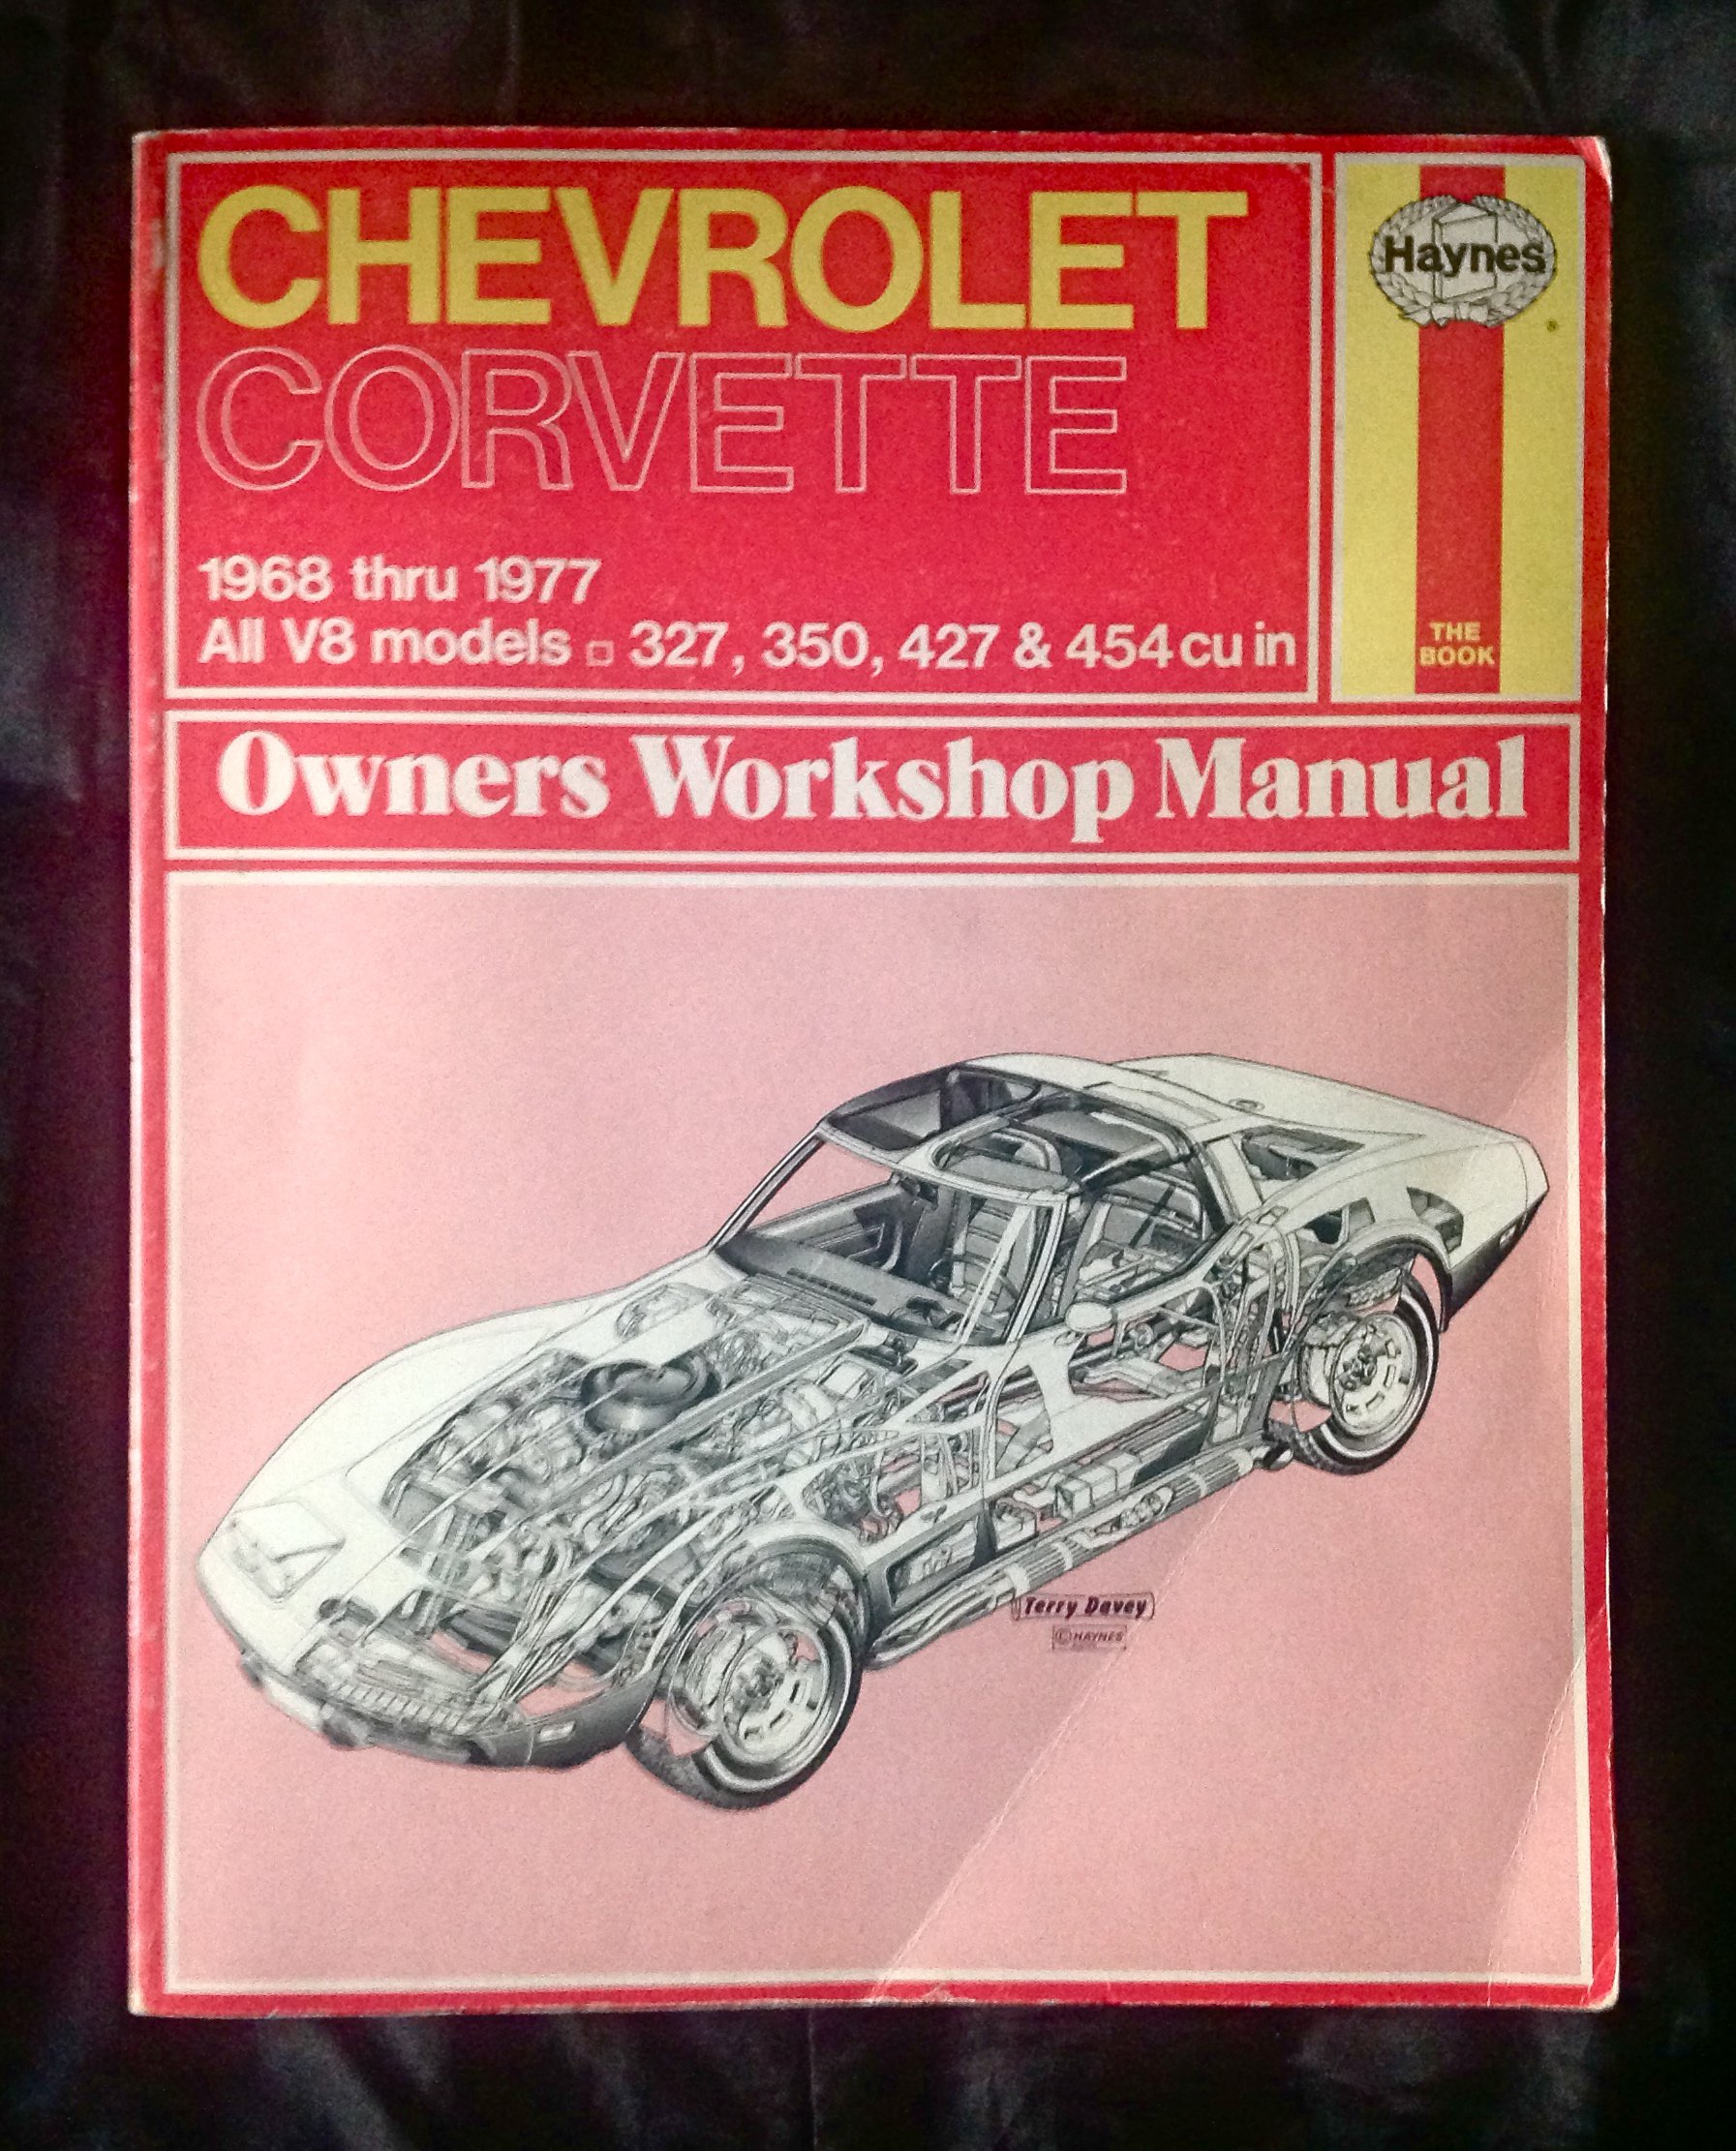 CHEVROLET
CORVETTE
1968 thru 1977
All V8 models ▫ 327, 350, 427 & 454 cu in
Haynes
®
THE
BOOK
Owners Workshop Manual
Terry Davey
© HAYNES